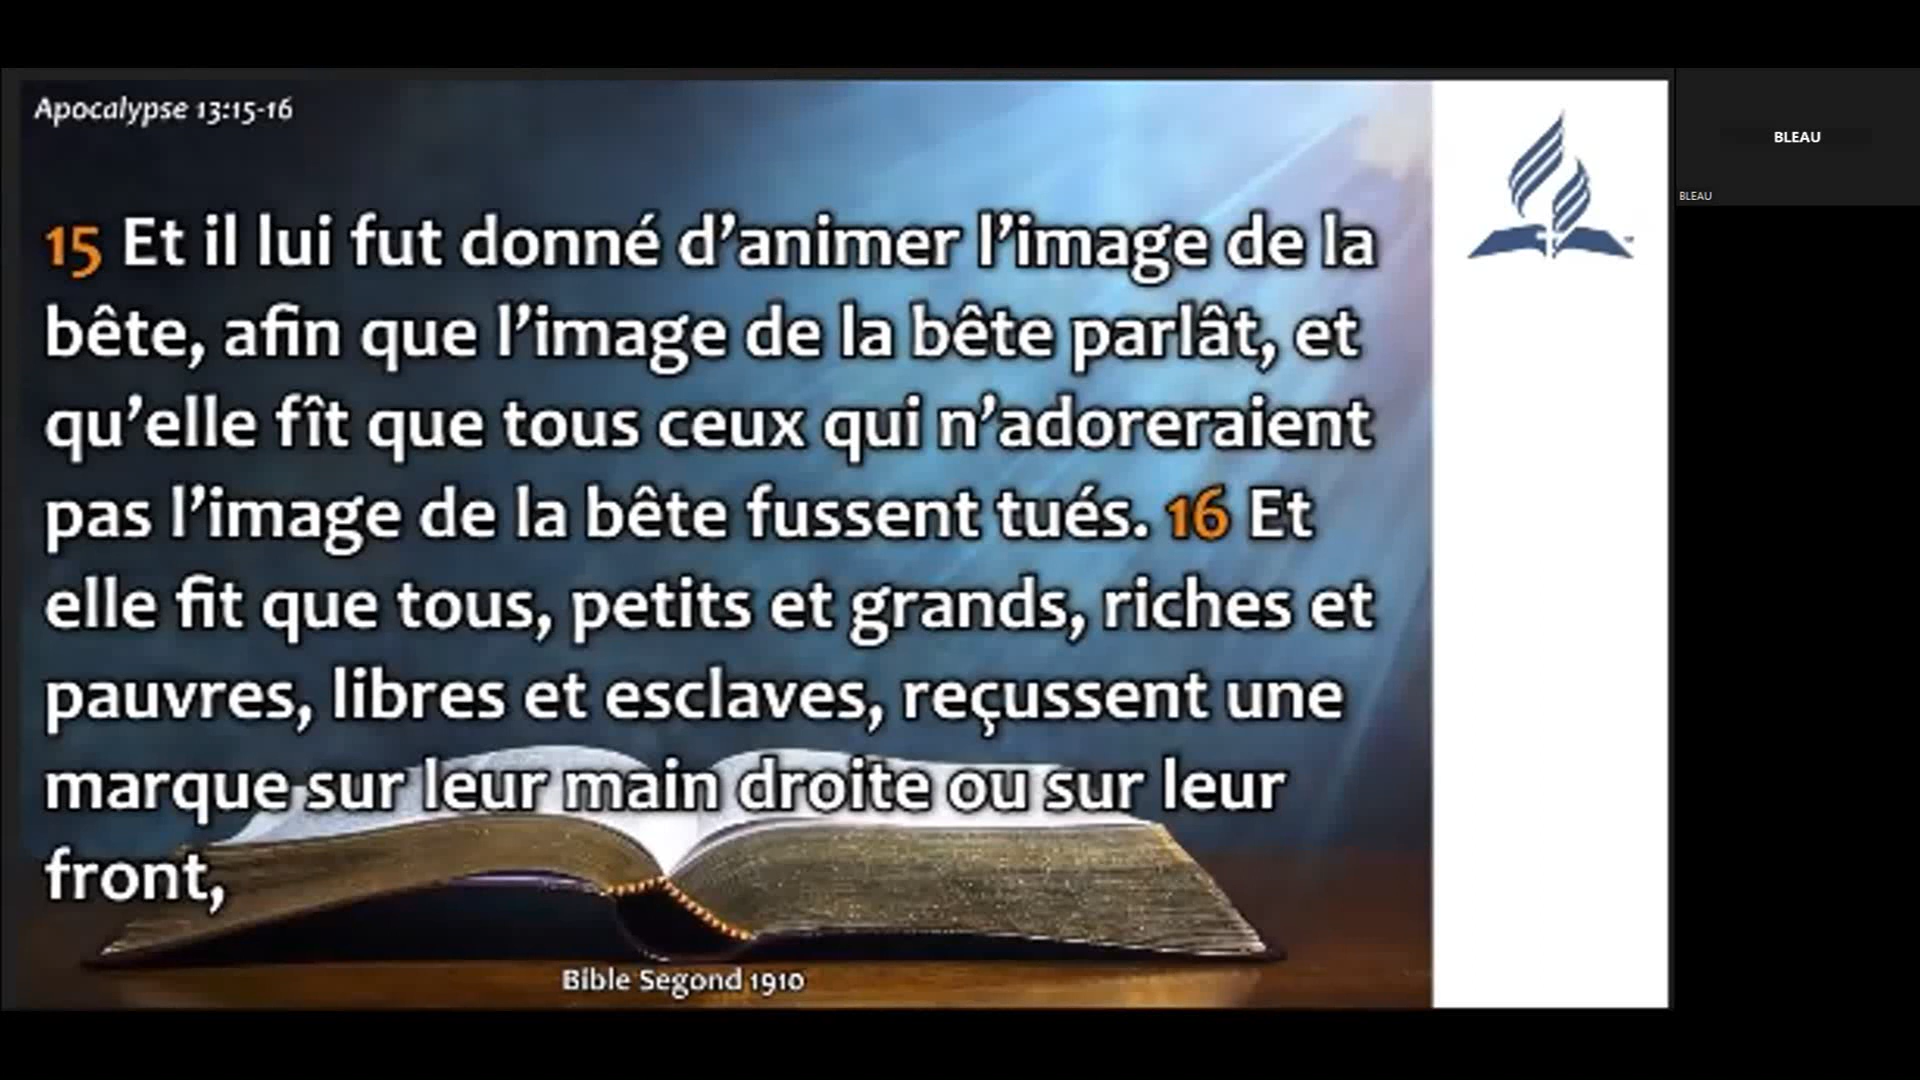 Apocalypse 13:15-16
15 Et il lui fut donné d’animer l’image de la
bête, afin que l’image de la bête parlât, et
qu’elle fît que tous ceux qui n’adoreraient
pas l’image de la bête fussent tués. 16 Et
elle fit que tous, petits et grands, riches et
pauvres, libres et esclaves, reçussent une
marque sur leur main droite ou sur leur
front,
Bible Segond 1910
BLEAU
BLEAU